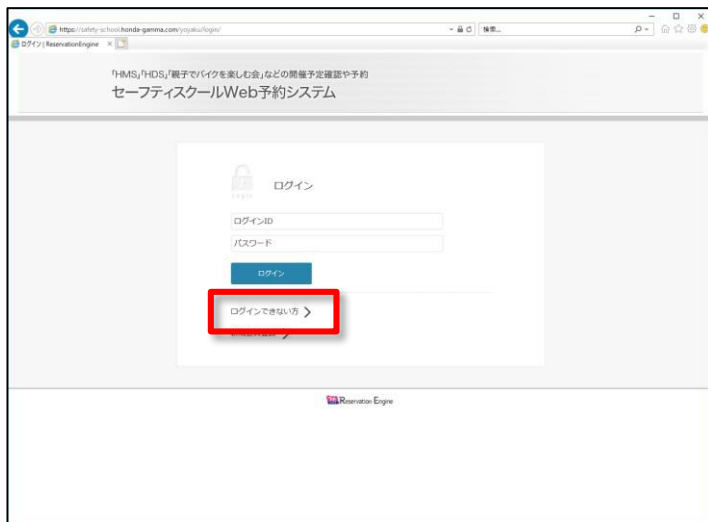 https://safety-school.honda-gamma.com/yoyaku/login/
検索...
ログイン | ReservationEngine
「HMS」「HDS」「親子でバイクを楽しむ会」などの開催予定確認や予約
セーフティスクールWeb予約システム
Login
ログイン
ログインID
パスワード
ログイン
ログインできない方
Reservation Engine